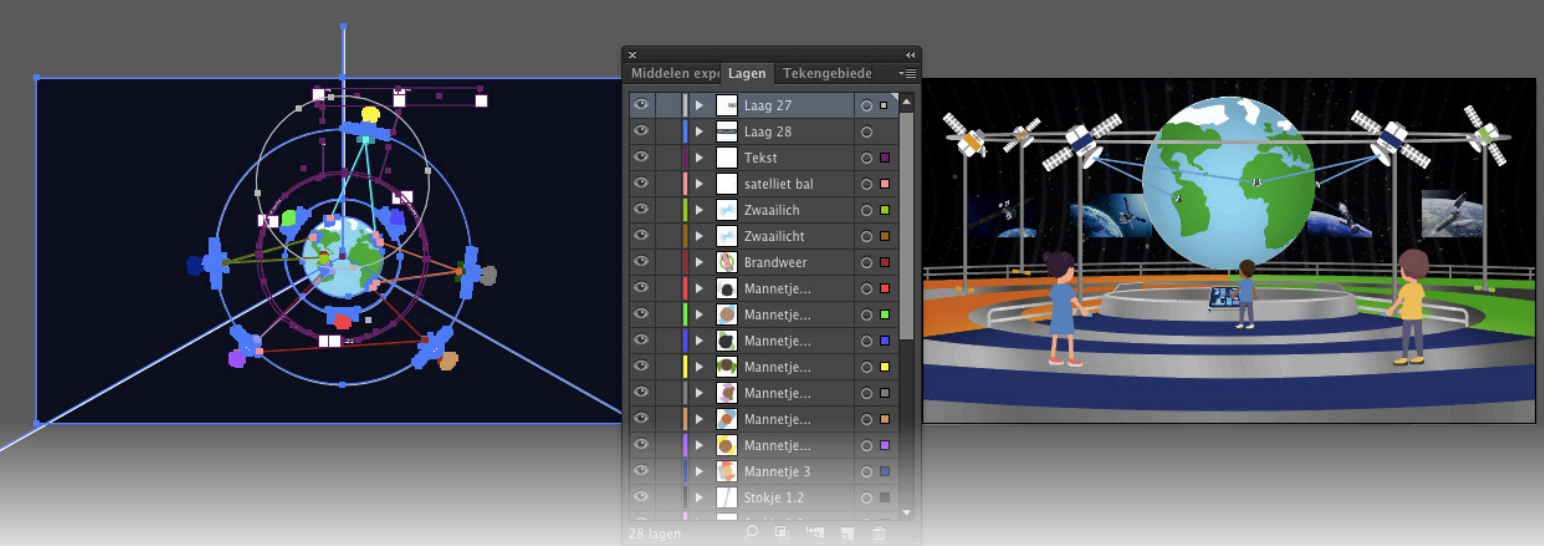 Middelen expo
Lagen
Tekengebiede
Laag 27
Laag 28
Tekst
satelliet bal
Zwaailich
Zwaailicht
Brandweer
Mannetje...
Mannetje...
Mannetje...
Mannetje...
Mannetje...
Mannetje...
Mannetje...
Mannetje 3
Stokje 1.2
28 lagen